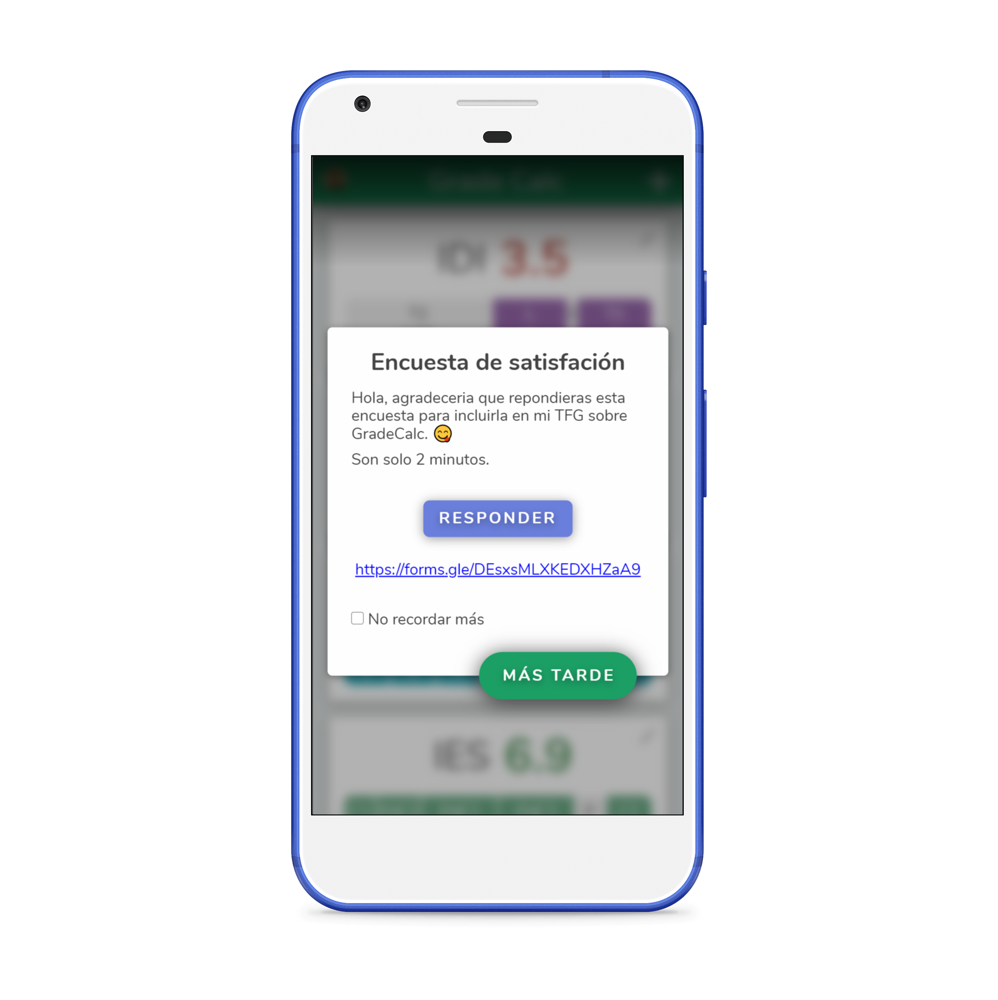 Grade Calc
IDI 3.5
Encuesta de satisfación
Hola, agradeceria que repondieras esta
encuesta para incluirla en mi TFG sobre
GradeCalc. 😋
Son solo 2 minutos.
RESPONDER
https://forms.gle/DEsxsMLXKEDXHZaA9
No recordar más
MÁS TARDE
IES 6.9